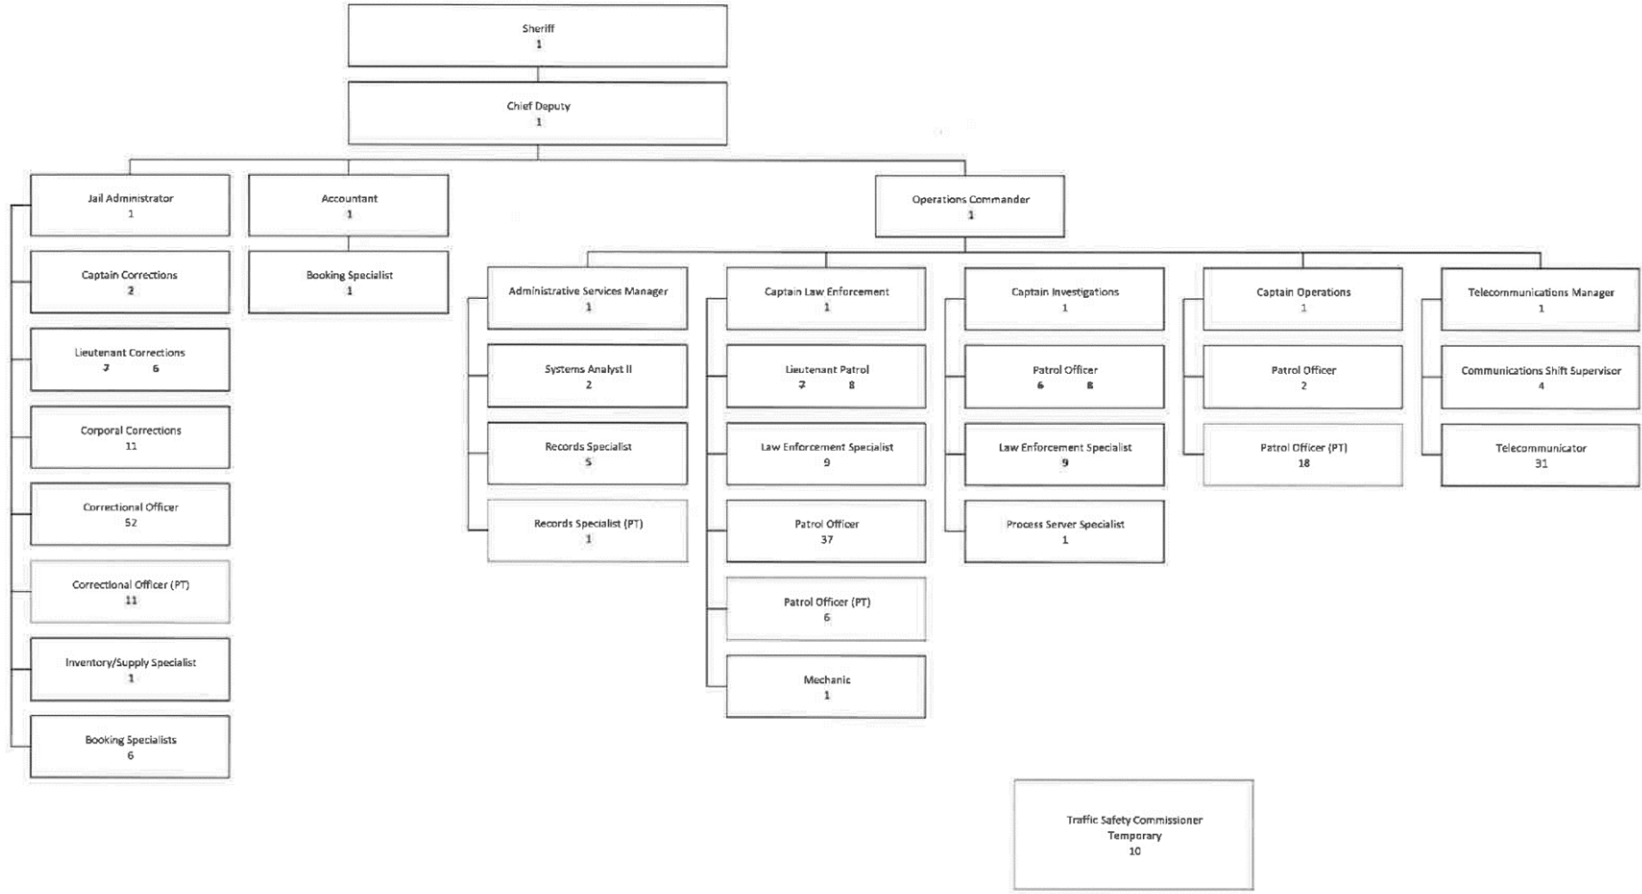 Sheriff
1
Chief Deputy
1
Jail Administrator
1
Accountant
1
Operations Commander
1
Captain Corrections
2
Booking Specialist
1
Lieutenant Corrections
7 6
Corporal Corrections
11
Correctional Officer
52
Correctional Officer (PT)
11
Inventory/Supply Specialist
1
Booking Specialists
6
Administrative Services Manager
1
Systems Analyst II
2
Records Specialist
5
Records Specialist (PT)
1
Captain Law Enforcement
1
Lieutenant Patrol
7 8
Law Enforcement Specialist
9
Patrol Officer
37
Patrol Officer (PT)
6
Mechanic
1
Captain Investigations
1
Patrol Officer
6 8
Law Enforcement Specialist
9
Process Server Specialist
1
Captain Operations
1
Patrol Officer
2
Patrol Officer (PT)
18
Telecommunications Manager
1
Communications Shift Supervisor
4
Telecommunicator
31
Traffic Safety Commissioner
Temporary
10